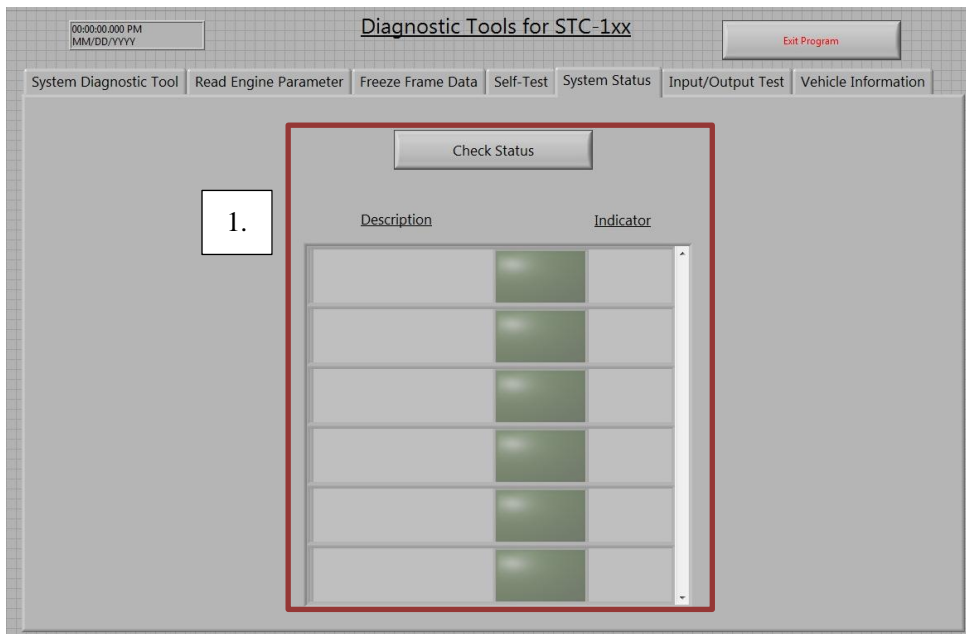 00:00:00.000 PM
MM/DD/YYYY
Diagnostic Tools for STC-1xx
Exit Program
System Diagnostic Tool Read Engine Parameter Freeze Frame Data Self-Test System Status Input/Output Test Vehicle Information
Check Status
1.
Description Indicator